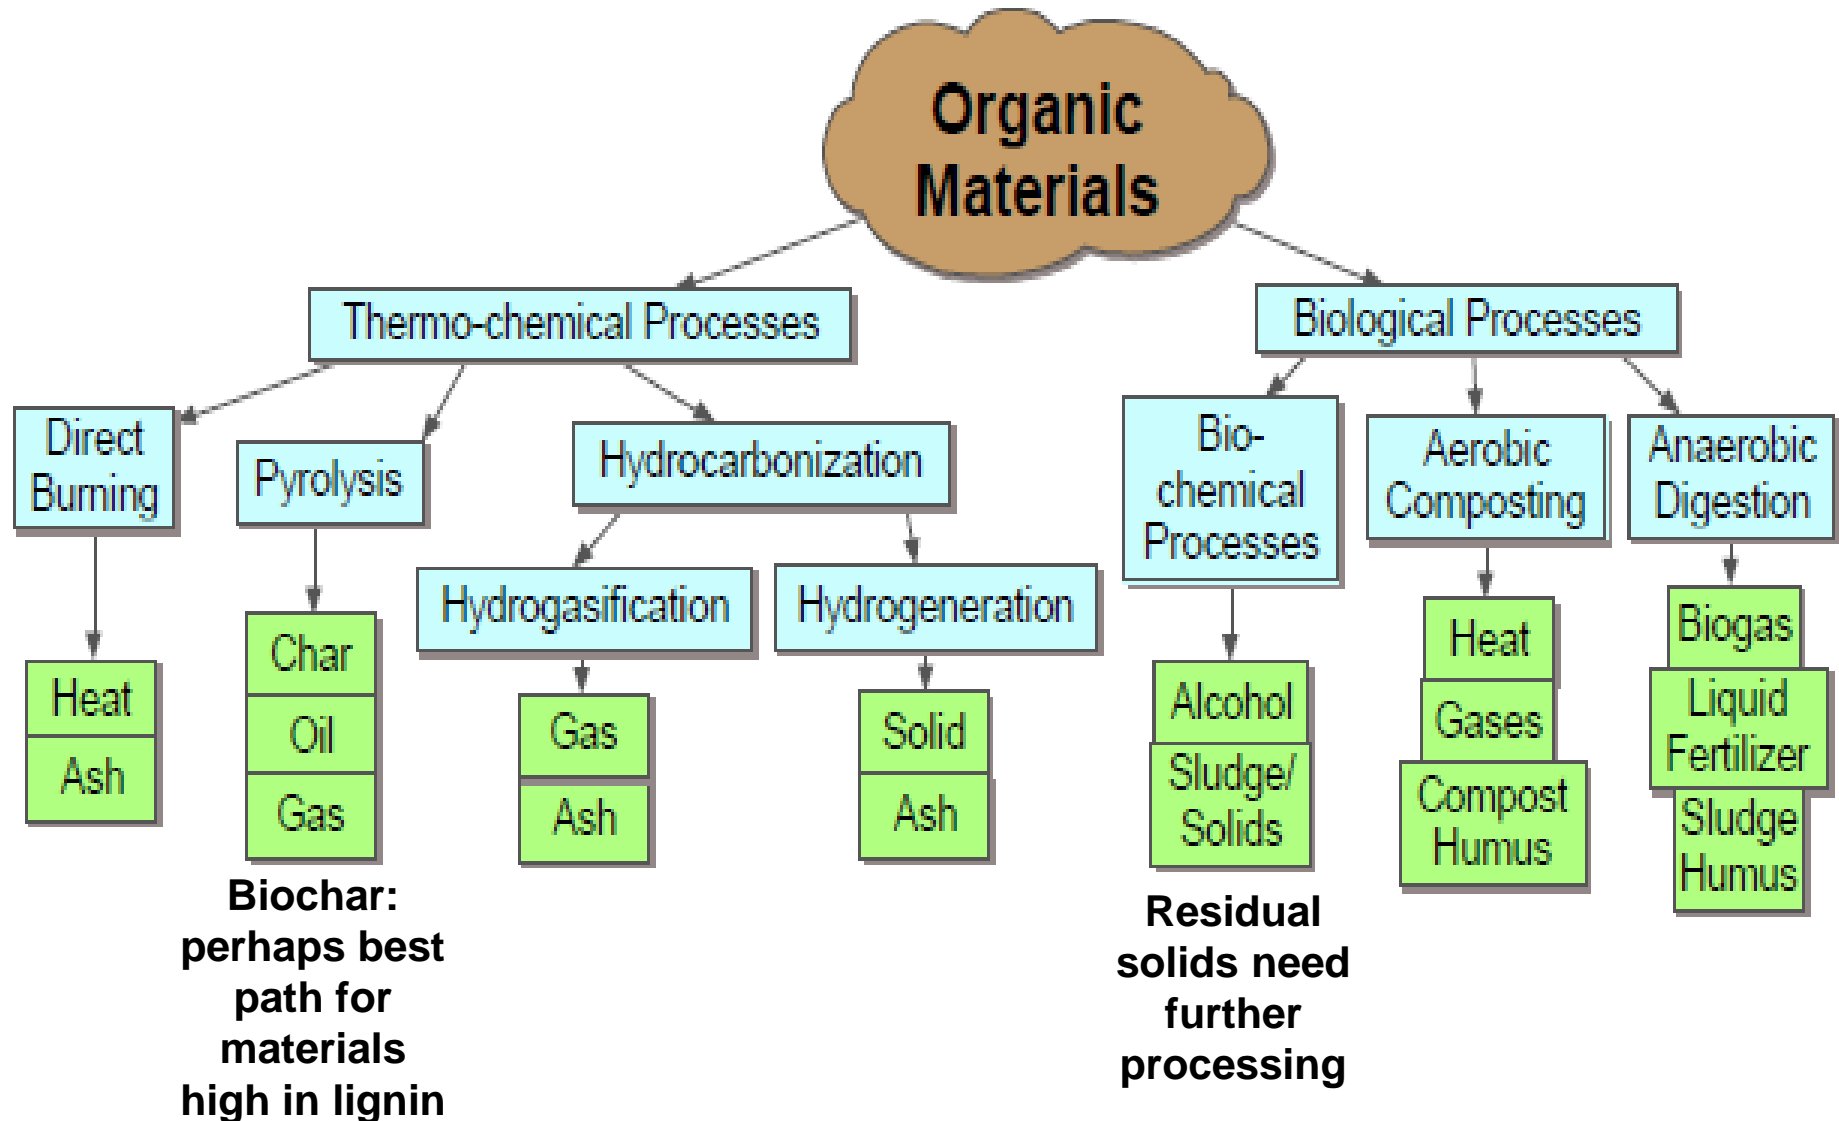 Organic
Materials
Thermo-chemical Processes
Biological Processes
Direct
Burning
Pyrolysis
Hydrocarbonization
Bio-
chemical
Processes
Aerobic
Composting
Anaerobic
Digestion
Hydrogasification
Hydrogeneration
Heat
Ash
Char
Oil
Gas
Gas
Ash
Solid
Ash
Alcohol
Sludge/
Solids
Heat
Gases
Compost
Humus
Biogas
Liquid
Fertilizer
Sludge
Humus
Biochar:
perhaps best
path for
materials
high in lignin
Residual
solids need
further
processing